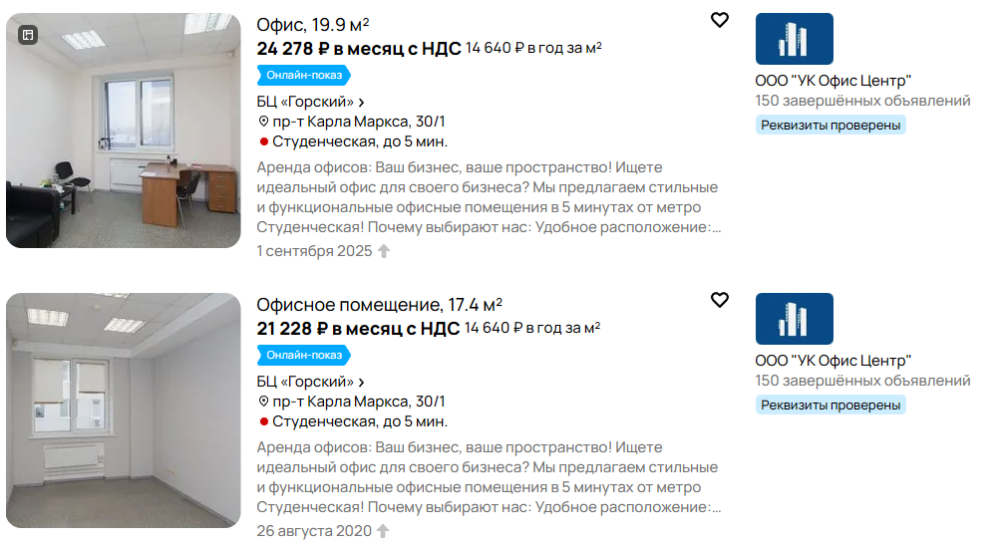 Офис, 19.9 м²
24 278 ₽ в месяц с НДС 14 640 ₽ в год за м²
Онлайн-показ
БЦ «Горский» ›
пр-т Карла Маркса, 30/1
Студенческая, до 5 мин.
Аренда офисов: Ваш бизнес, ваше пространство! Ищете
идеальный офис для своего бизнеса? Мы предлагаем стильные
и функциональные офисные помещения в 5 минутах от метро
Студенческая! Почему выбирают нас: Удобное расположение:…
1 сентября 2025
ООО "УК Офис Центр"
150 завершённых объявлений
Реквизиты проверены
Офисное помещение, 17.4 м²
21 228 ₽ в месяц с НДС 14 640 ₽ в год за м²
Онлайн-показ
БЦ «Горский» ›
пр-т Карла Маркса, 30/1
Студенческая, до 5 мин.
Аренда офисов: Ваш бизнес, ваше пространство! Ищете
идеальный офис для своего бизнеса? Мы предлагаем стильные
и функциональные офисные помещения в 5 минутах от метро
Студенческая! Почему выбирают нас: Удобное расположение:…
26 августа 2020
ООО "УК Офис Центр"
150 завершённых объявлений
Реквизиты проверены